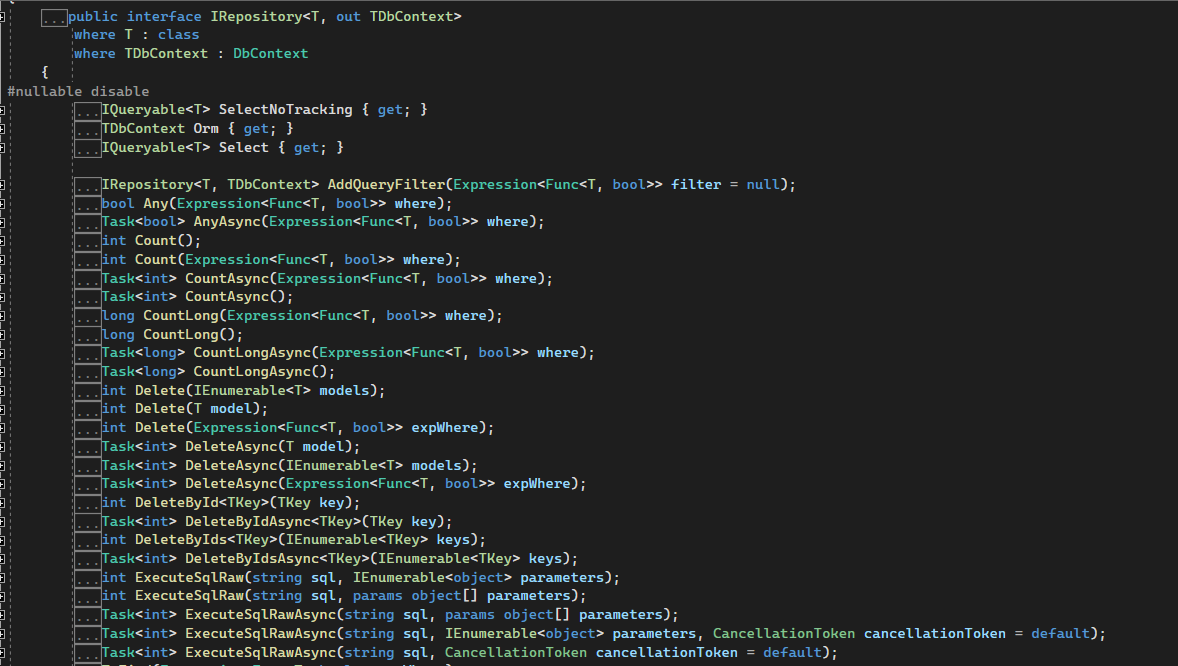 ...public interface IRepository<T, out TDbContext>
where T : class
where TDbContext : DbContext
{
#nullable disable
...IQueryable<T> SelectNoTracking { get; }
...TDbContext Orm { get; }
...IQueryable<T> Select { get; }
...IRepository<T, TDbContext> AddQueryFilter(Expression<Func<T, bool>> filter = null);
...bool Any(Expression<Func<T, bool>> where);
...Task<bool> AnyAsync(Expression<Func<T, bool>> where);
...int Count();
...int Count(Expression<Func<T, bool>> where);
...Task<int> CountAsync(Expression<Func<T, bool>> where);
...Task<int> CountAsync();
...long CountLong(Expression<Func<T, bool>> where);
...long CountLong();
...Task<long> CountLongAsync(Expression<Func<T, bool>> where);
...Task<long> CountLongAsync();
...int Delete(IEnumerable<T> models);
...int Delete(T model);
...int Delete(Expression<Func<T, bool>> expWhere);
...Task<int> DeleteAsync(T model);
...Task<int> DeleteAsync(IEnumerable<T> models);
...Task<int> DeleteAsync(Expression<Func<T, bool>> expWhere);
...int DeleteById<TKey>(TKey key);
...Task<int> DeleteByIdAsync<TKey>(TKey key);
...int DeleteByIds<TKey>(IEnumerable<TKey> keys);
...Task<int> DeleteByIdsAsync<TKey>(IEnumerable<TKey> keys);
...int ExecuteSqlRaw(string sql, IEnumerable<object> parameters);
...int ExecuteSqlRaw(string sql, params object[] parameters);
...Task<int> ExecuteSqlRawAsync(string sql, params object[] parameters);
...Task<int> ExecuteSqlRawAsync(string sql, IEnumerable<object> parameters, CancellationToken cancellationToken = default);
...Task<int> ExecuteSqlRawAsync(string sql, CancellationToken cancellationToken = default);